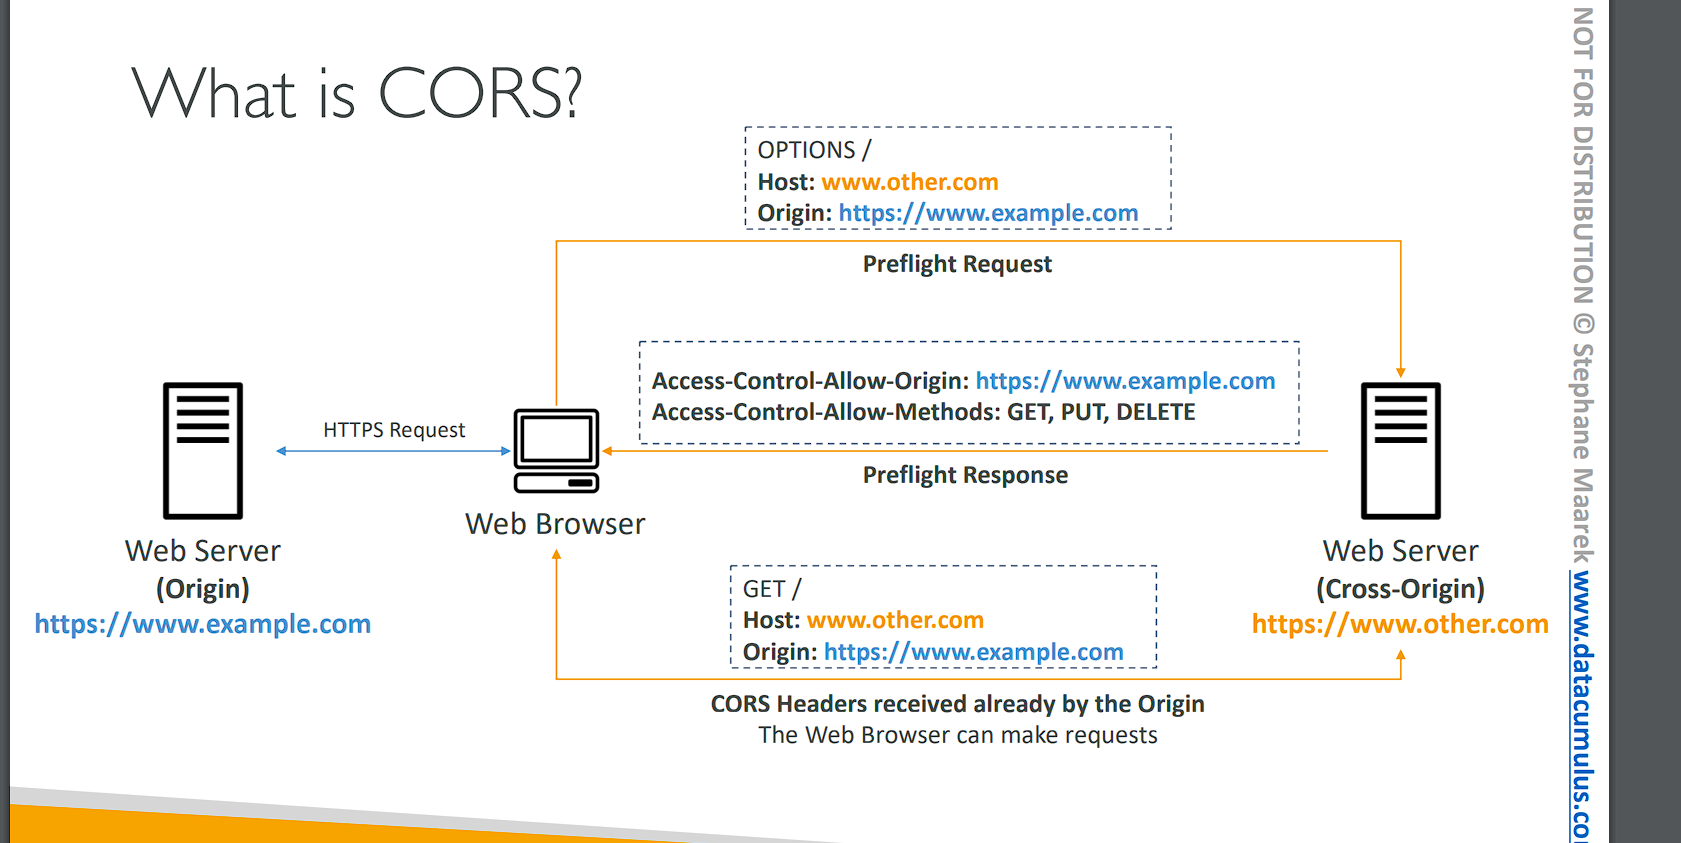 What is CORS?
OPTIONS /
Host: www.other.com
Origin: https://www.example.com
Preflight Request
Access-Control-Allow-Origin: https://www.example.com
Access-Control-Allow-Methods: GET, PUT, DELETE
HTTPS Request
Preflight Response
Web Browser
Web Server
(Origin)
https://www.example.com
Web Server
(Cross-Origin)
https://www.other.com
GET /
Host: www.other.com
Origin: https://www.example.com
CORS Headers received already by the Origin
The Web Browser can make requests
NOT FOR DISTRIBUTION © Stephane Maarek www.datacumulus.co